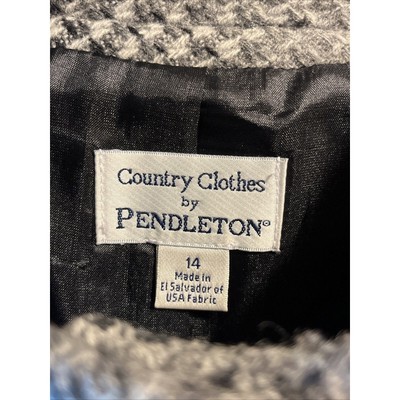 Country Clothes
by
PENDLETON®
14
Made In
El Salvador of
USA Fabric